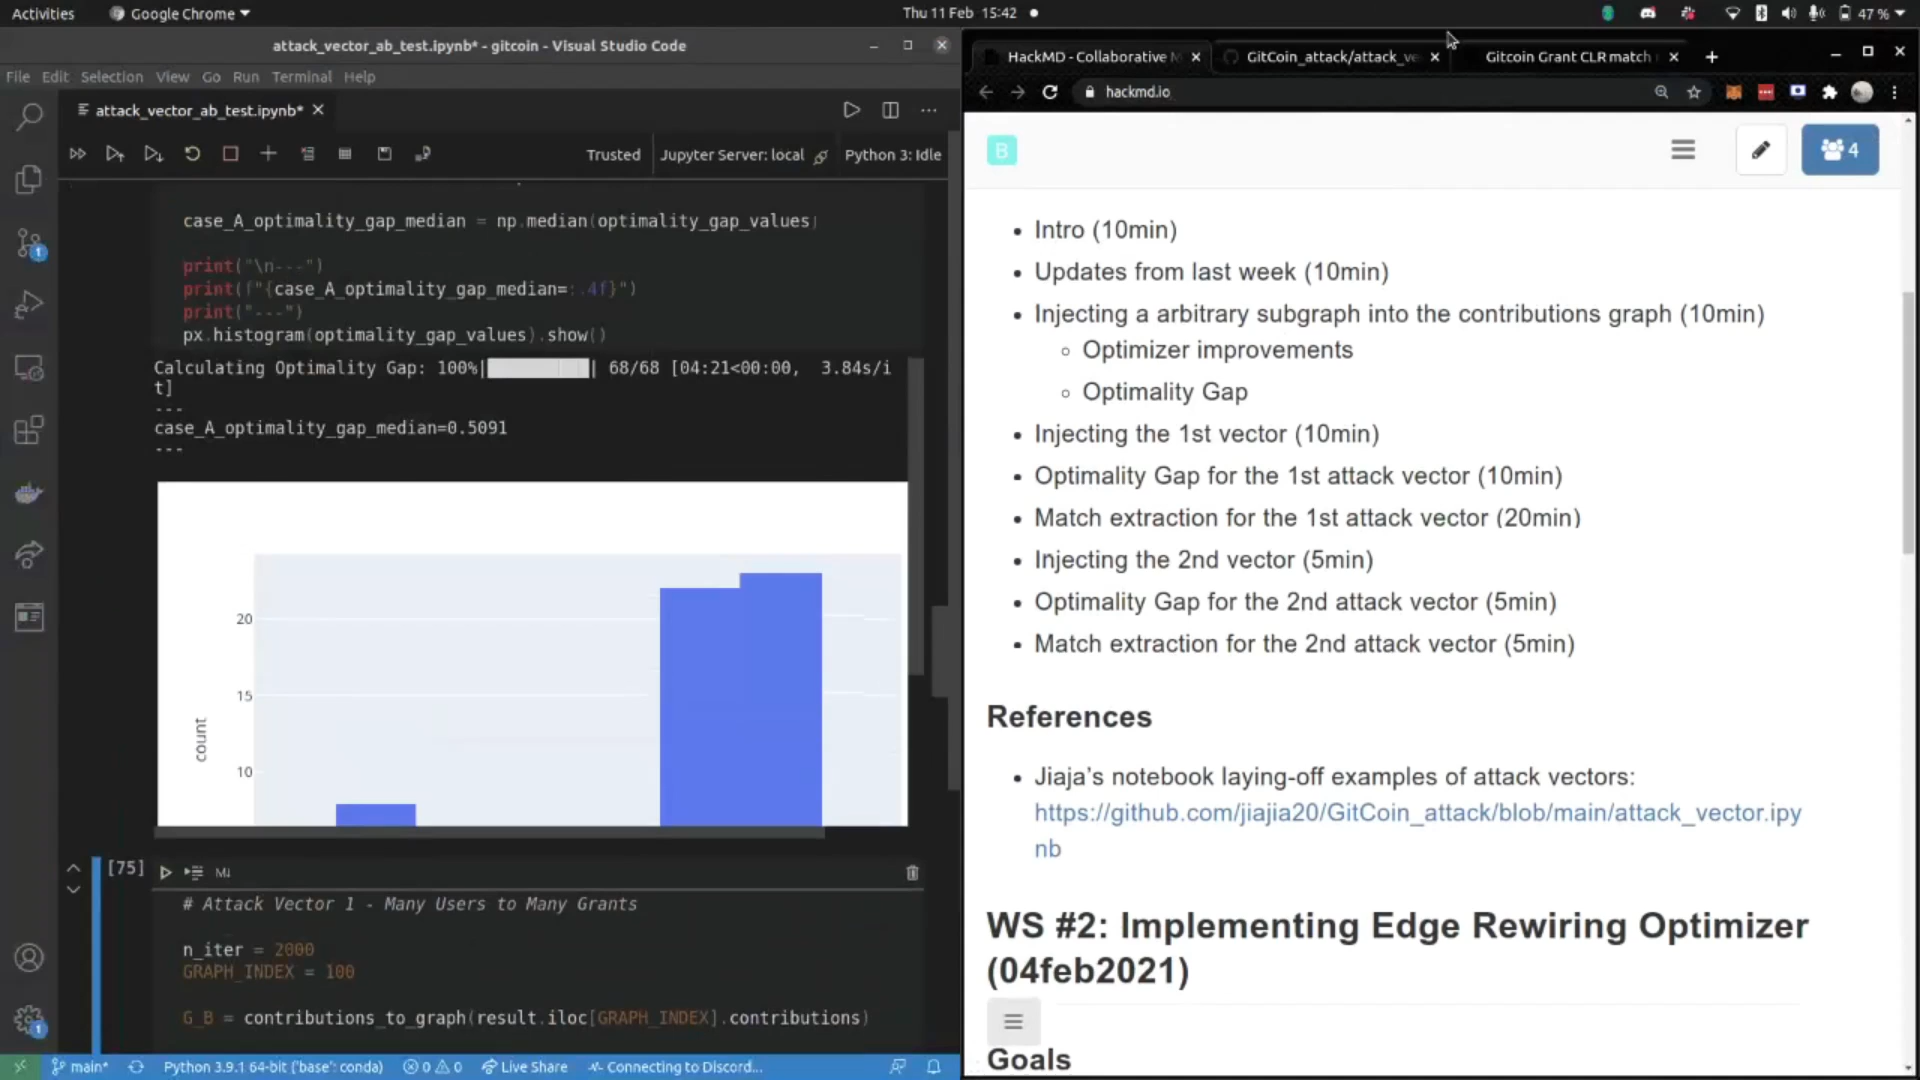 Activities
Google Chrome
Thu 11 Feb 15:42
47 %
attack_vector_ab_test.ipynb* - gitcoin - Visual Studio Code
File Edit Selection View Go Run Terminal Help
attack_vector_ab_test.ipynb*
Trusted
Jupyter Server: local
Python 3: Idle
case_A_optimality_gap_median = np.median(optimality_gap_values)
print("\n---")
print(f"{case_A_optimality_gap_median=:.4f}")
print("---")
px.histogram(optimality_gap_values).show()
Calculating Optimality Gap: 100%| | 68/68 [04:21<00:00, 3.84s/i
t]
---
case_A_optimality_gap_median=0.5091
---
20
15
10
count
[75]
M↓
# Attack Vector 1 - Many Users to Many Grants
n_iter = 2000
GRAPH_INDEX = 100
G_B = contributions_to_graph(result.iloc[GRAPH_INDEX].contributions)
1
1
main*
Python 3.9.1 64-bit ('base': conda)
0 0
Live Share
Connecting to Discord...
HackMD - Collaborative M
GitCoin_attack/attack_ve
Gitcoin Grant CLR match
hackmd.io
B
4
• Intro (10min)
• Updates from last week (10min)
• Injecting a arbitrary subgraph into the contributions graph (10min)
○ Optimizer improvements
○ Optimality Gap
• Injecting the 1st vector (10min)
• Optimality Gap for the 1st attack vector (10min)
• Match extraction for the 1st attack vector (20min)
• Injecting the 2nd vector (5min)
• Optimality Gap for the 2nd attack vector (5min)
• Match extraction for the 2nd attack vector (5min)
References
• Jiaja's notebook laying-off examples of attack vectors:
https://github.com/jiajia20/GitCoin_attack/blob/main/attack_vector.ipy
nb
WS #2: Implementing Edge Rewiring Optimizer
(04feb2021)
Goals